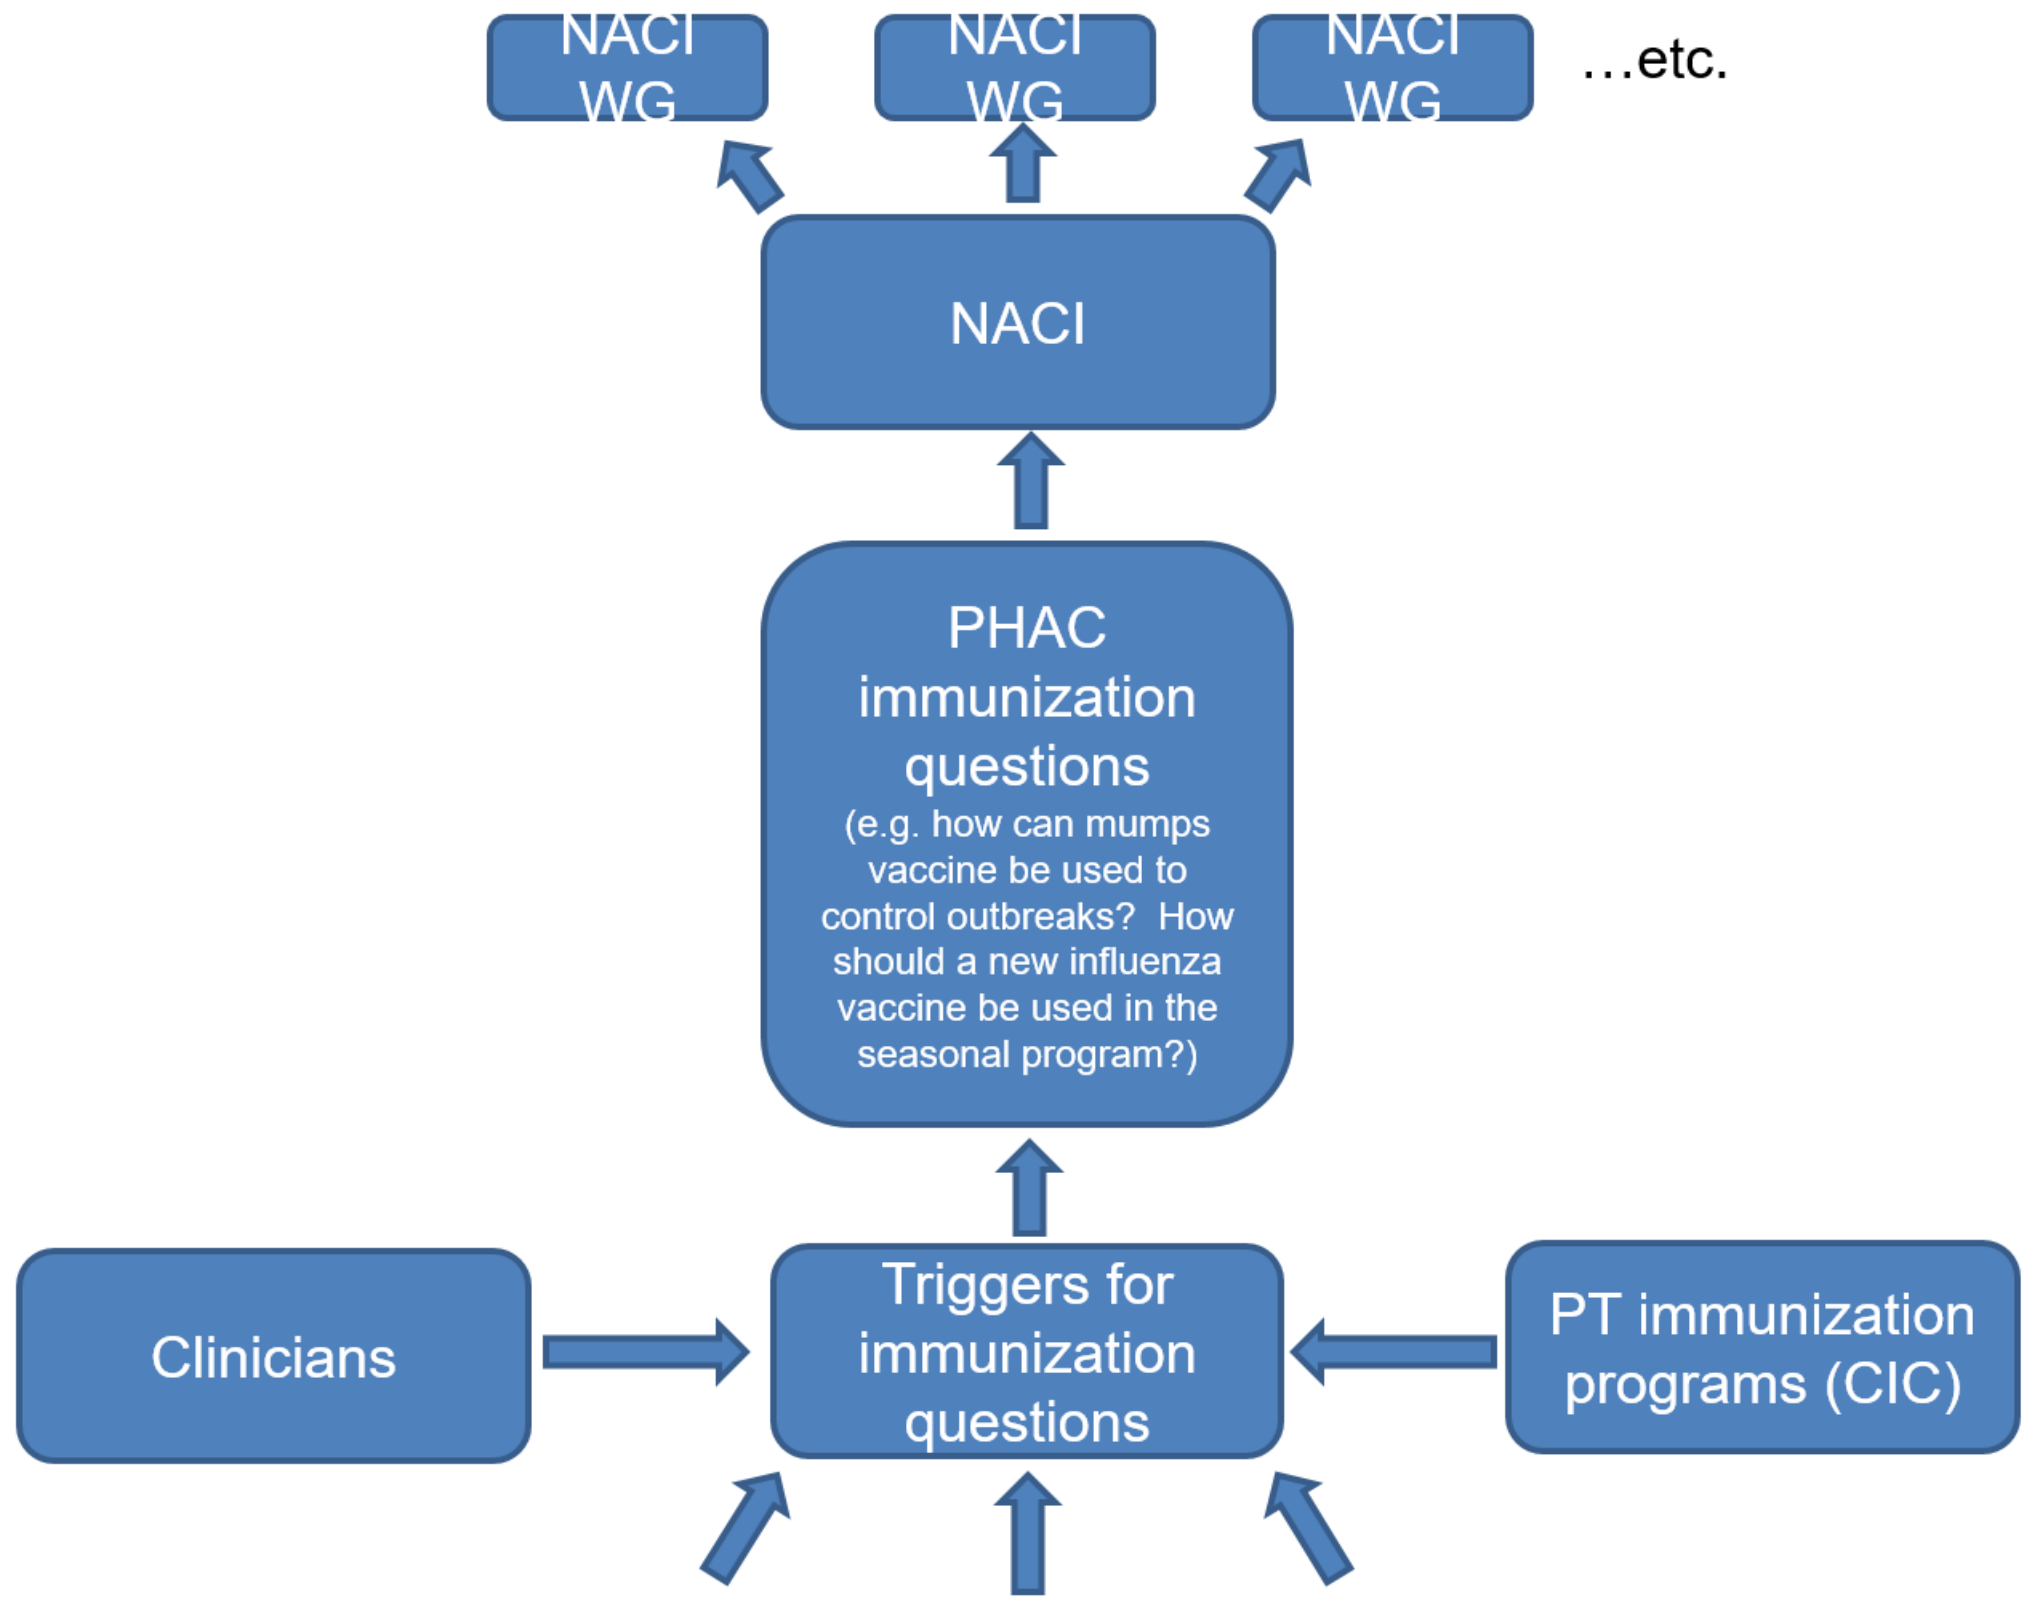 NACI
WG
NACI
WG
NACI
WG
…etc.
NACI
PHAC
immunization
questions
(e.g. how can mumps
vaccine be used to
control outbreaks?  How
should a new influenza
vaccine be used in the
seasonal program?)
Clinicians
Triggers for
immunization
questions
PT immunization
programs (CIC)